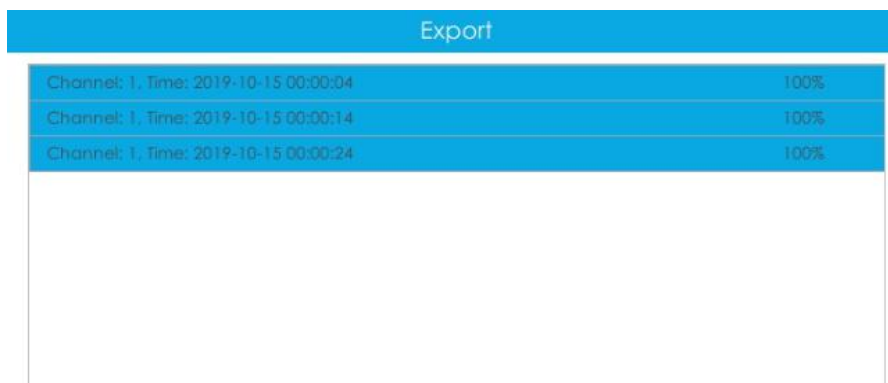 Export
Channel: 1, Time: 2019-10-15 00:00:04 100%
Channel: 1, Time: 2019-10-15 00:00:14 100%
Channel: 1, Time: 2019-10-15 00:00:24 100%